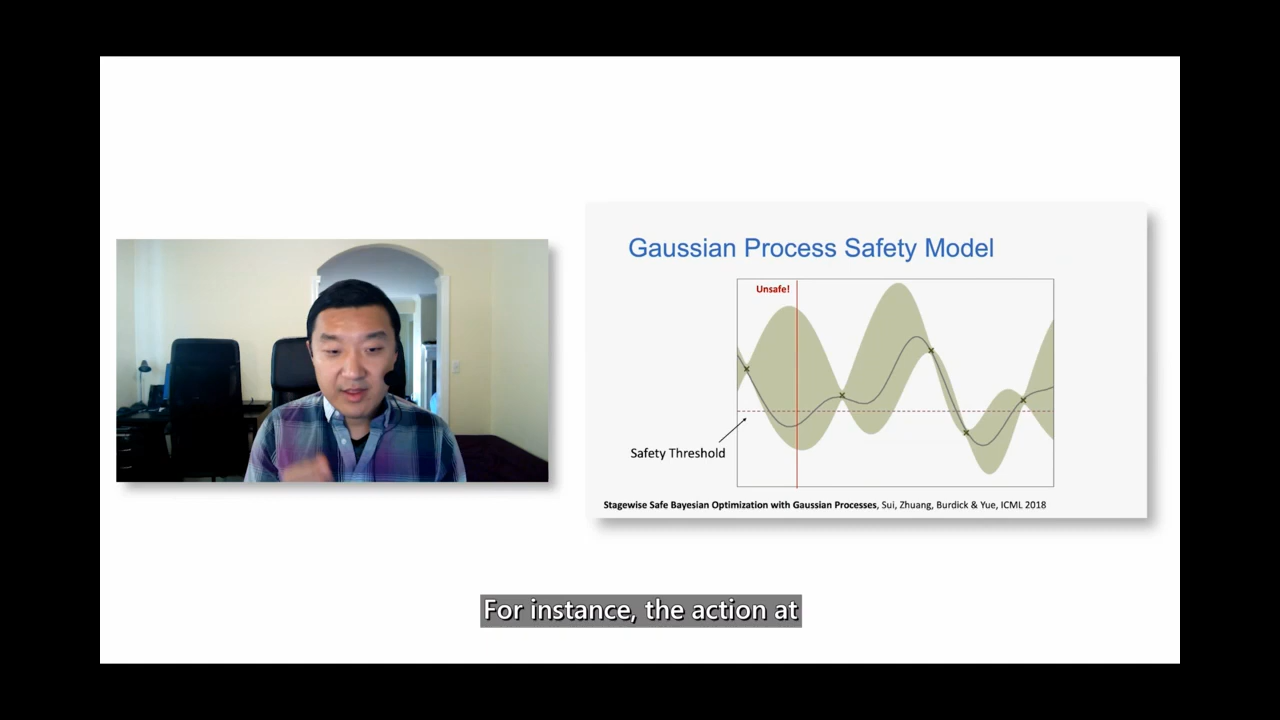 Gaussian Process Safety Model
Unsafe!
Safety Threshold
Stagewise Safe Bayesian Optimization with Gaussian Processes, Sui, Zhuang, Burdick & Yue, ICML 2018
For instance, the action at